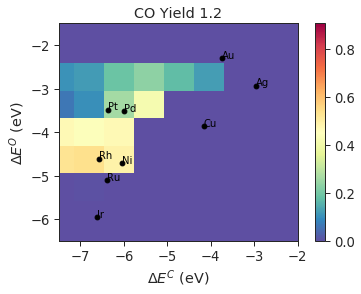 CO Yield 1.2
−2
−3
−4
−5
−6
ΔE^O (eV)
Au
Ag
Pt
Pd
Cu
Rh
Ni
Ru
Ir
−7 −6 −5 −4 −3 −2
ΔE^C (eV)
0.8
0.6
0.4
0.2
0.0